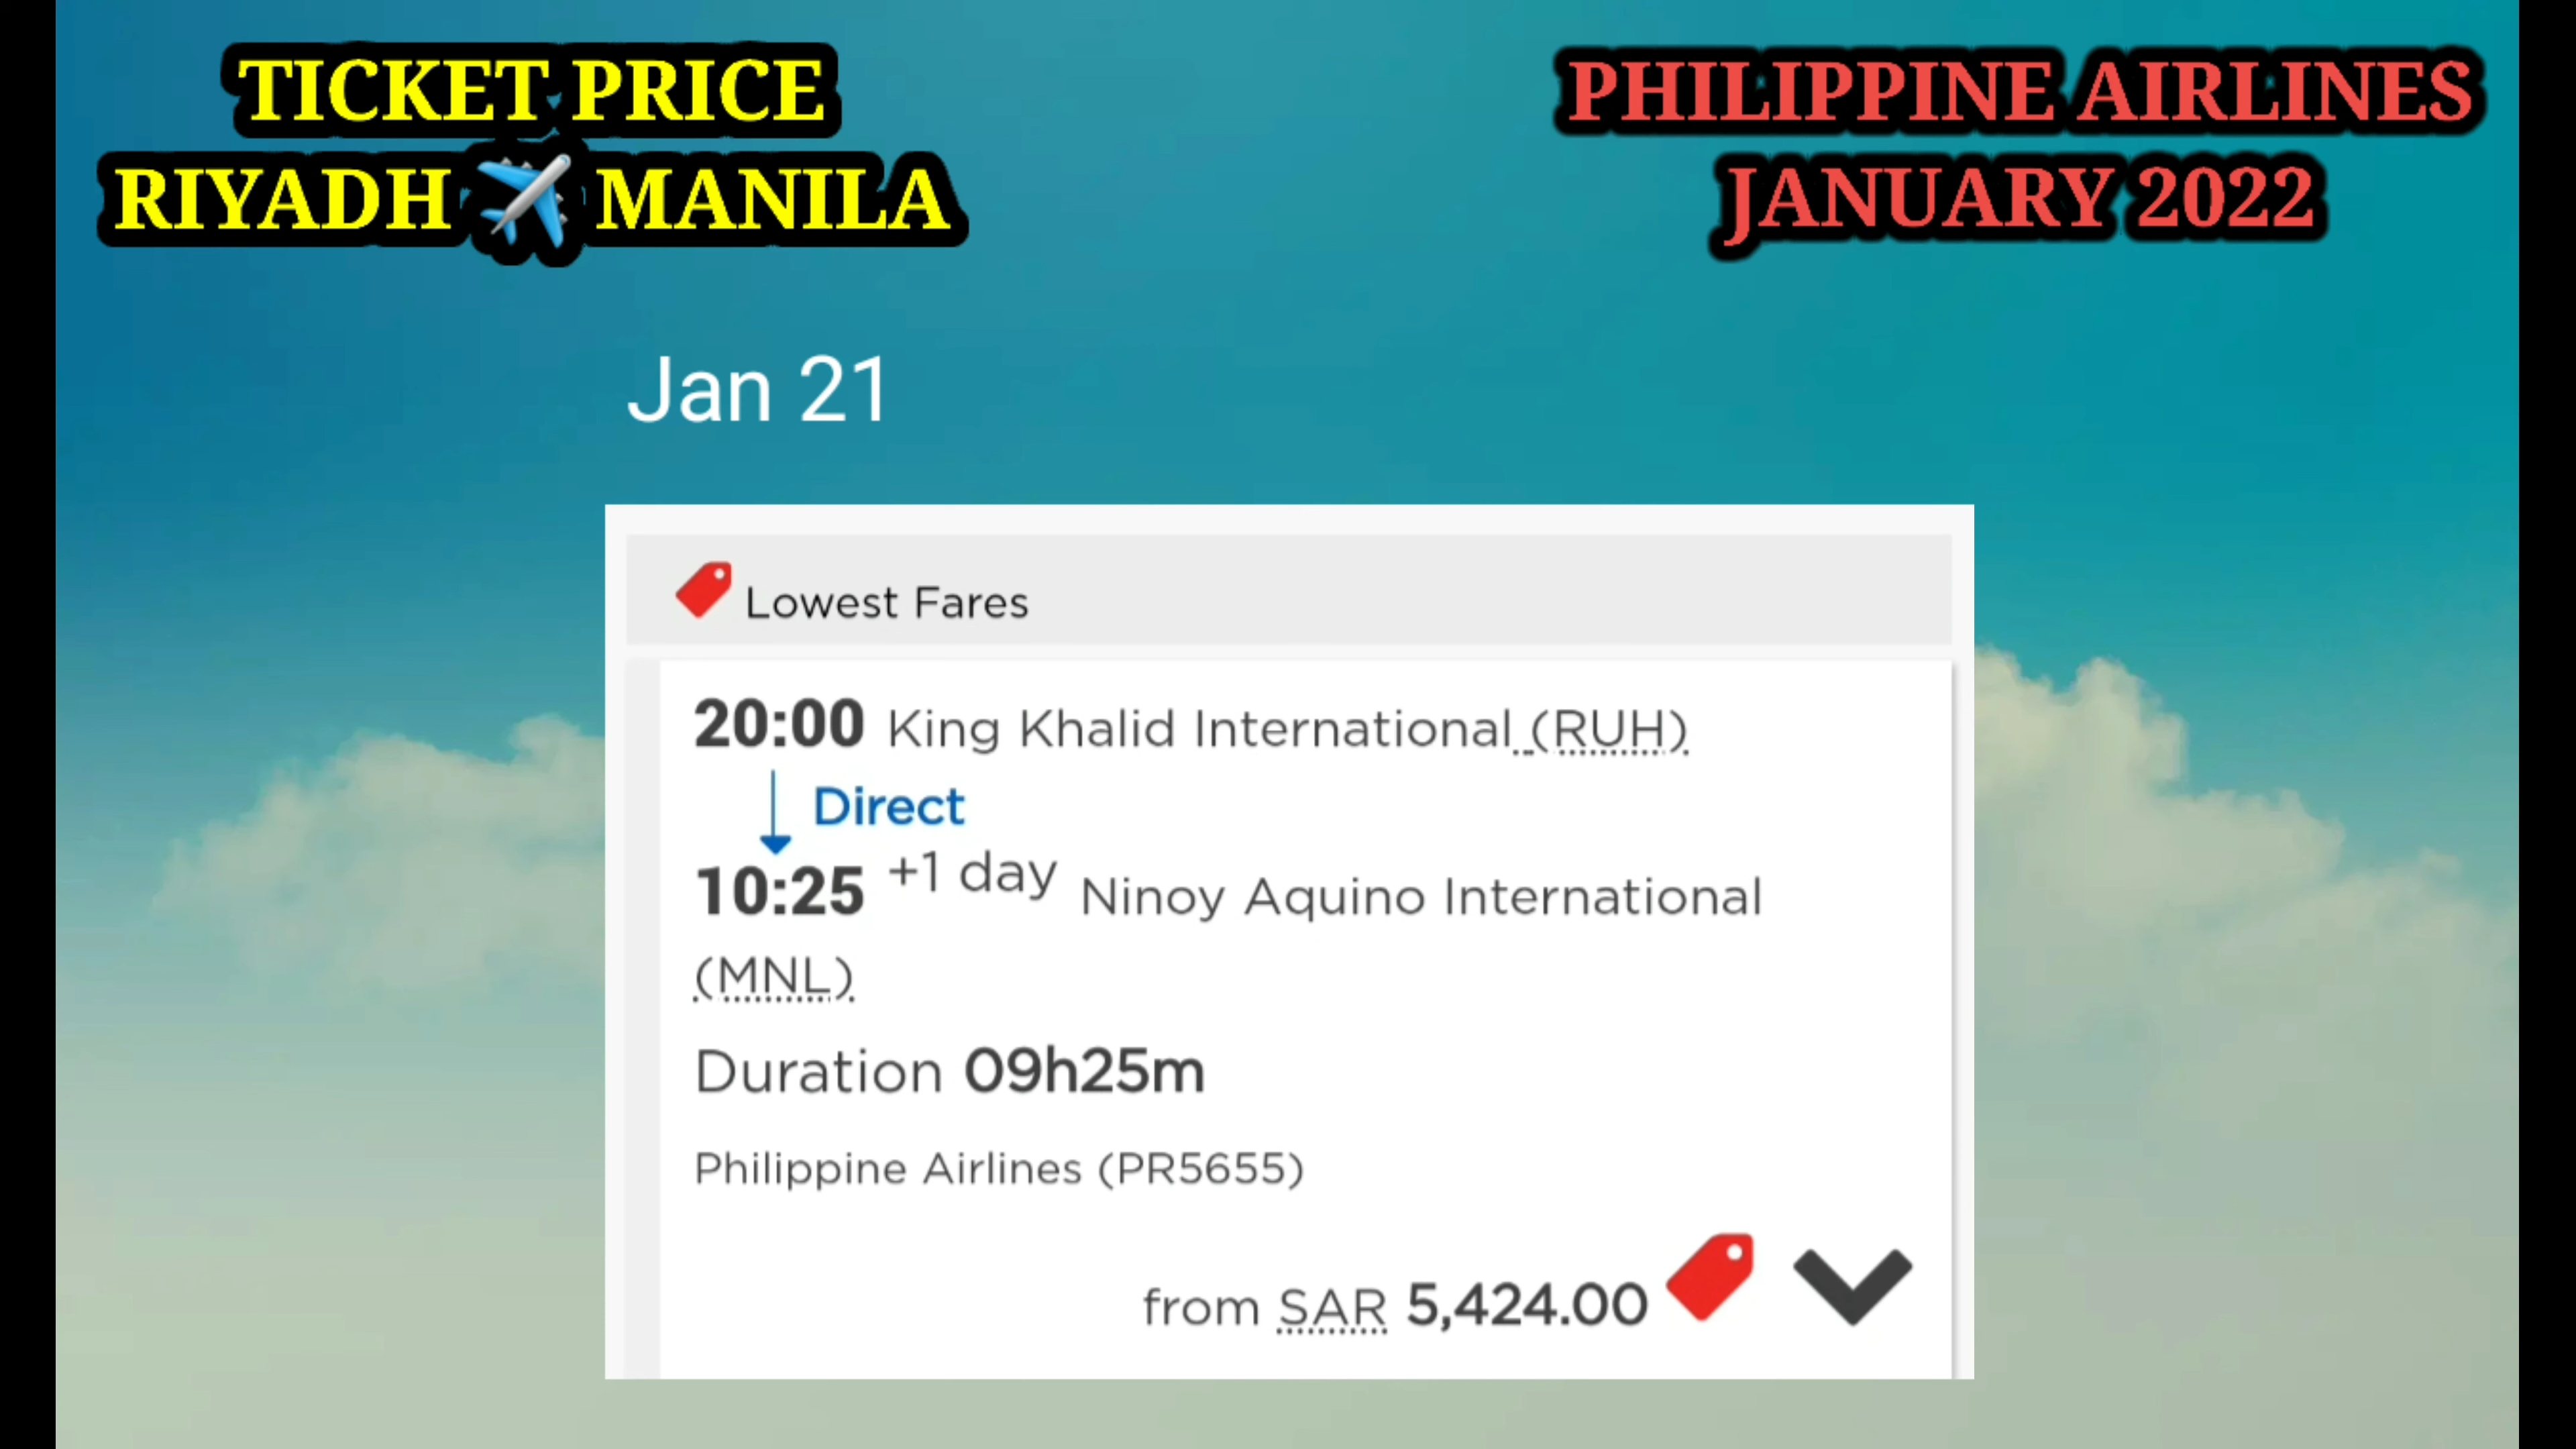 TICKET PRICE
RIYADH ✈️ MANILA
PHILIPPINE AIRLINES
JANUARY 2022
Jan 21
Lowest Fares
20:00 King Khalid International (RUH)
Direct
10:25 +1 day Ninoy Aquino International
(MNL)
Duration 09h25m
Philippine Airlines (PR5655)
from SAR 5,424.00